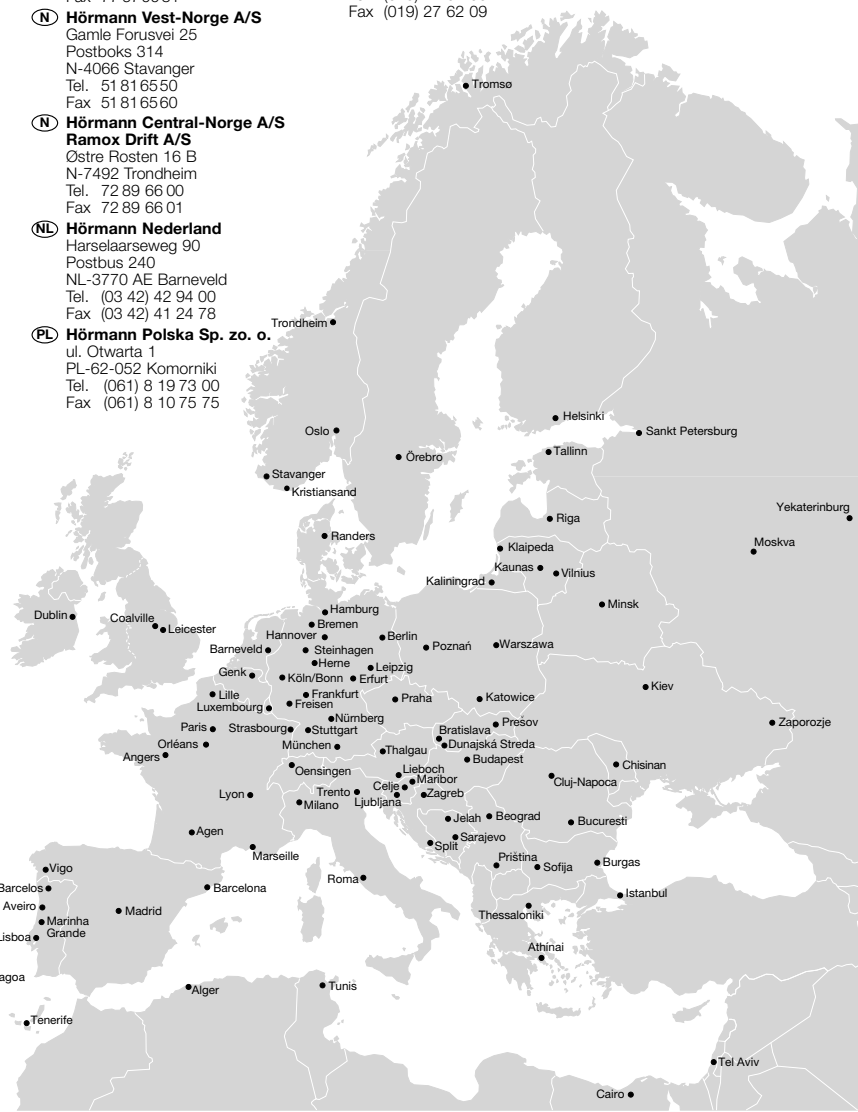 Fax (019) 27 62 09
N Hörmann Vest-Norge A/S
Gamle Forusvei 25
Postboks 314
N-4066 Stavanger
Tel. 51 81 65 50
Fax 51 81 65 60
N Hörmann Central-Norge A/S
Ramox Drift A/S
Østre Rosten 16 B
N-7492 Trondheim
Tel. 72 89 66 00
Fax 72 89 66 01
NL Hörmann Nederland
Harselaarseweg 90
Postbus 240
NL-3770 AE Barneveld
Tel. (03 42) 42 94 00
Fax (03 42) 41 24 78
PL Hörmann Polska Sp. zo. o.
ul. Otwarta 1
PL-62-052 Komorniki
Tel. (061) 8 19 73 00
Fax (061) 8 10 75 75
Tromsø
Trondheim
Oslo
Helsinki
Sankt Petersburg
Örebro
Tallinn
Stavanger
Kristiansand
Yekaterinburg
Riga
Randers
Moskva
Klaipeda
Kaunas
Vilnius
Kaliningrad
Minsk
Hamburg
Dublin
Coalville
Leicester
Bremen
Hannover
Berlin
Barneveld
Steinhagen
Poznań
Warszawa
Herne
Genk
Leipzig
Köln/Bonn
Erfurt
Kiev
Lille
Frankfurt
Praha
Katowice
Luxembourg
Freisen
Nürnberg
Zaporozje
Paris
Strasbourg
Stuttgart
Prešov
Bratislava
Orléans
München
Dunajská Streda
Angers
Thalgau
Budapest
Oensingen
Lieboch
Chisinan
Maribor
Cluj-Napoca
Lyon
Trento
Celje
Zagreb
Milano
Ljubljana
Jelah
Beograd
Bucuresti
Agen
Sarajevo
Split
Marseille
Priština
Sofija
Burgas
Vigo
Roma
Barcelos
Barcelona
Istanbul
Aveiro
Madrid
Thessaloniki
Marinha
Grande
Lisboa
Athínai
agoa
Alger
Tunis
Tenerife
Tel Aviv
Cairo